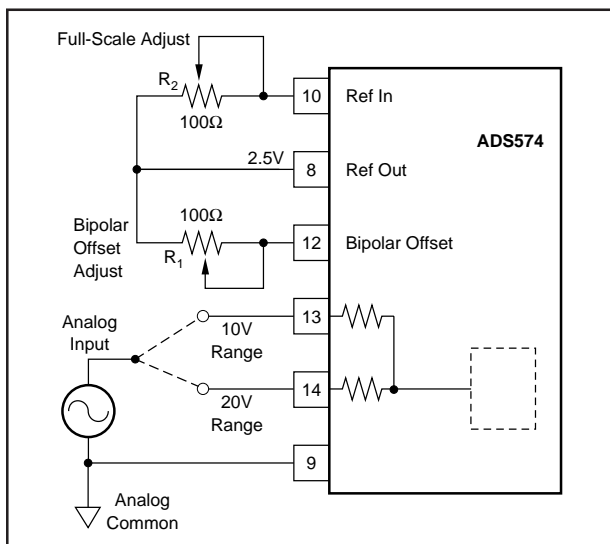 Full-Scale Adjust
R2
100Ω
10
Ref In
ADS574
2.5V
8
Ref Out
100Ω
Bipolar
Offset
Adjust
R1
12
Bipolar Offset
Analog
Input
10V
Range
13
20V
Range
14
9
Analog
Common